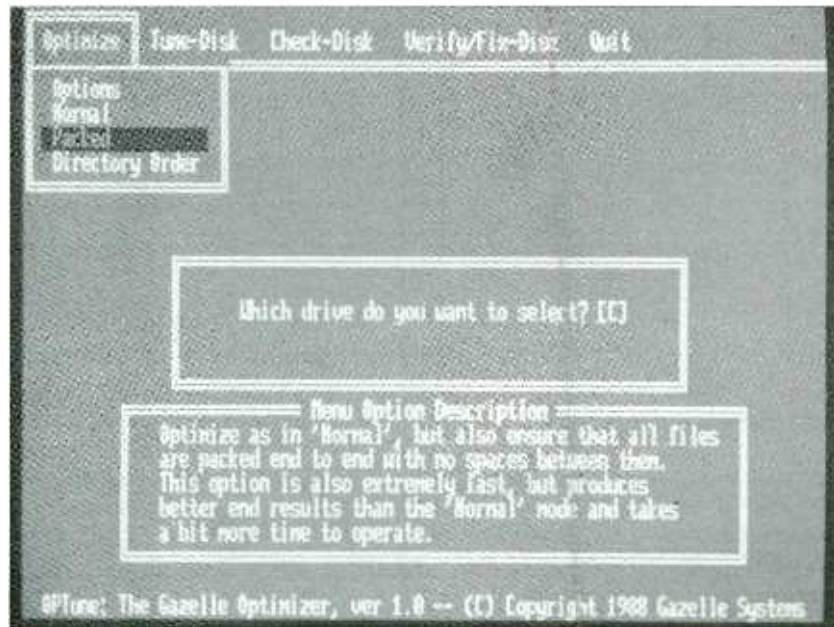 Optimize Tune-Disk Check-Disk Verify/Fix-Disk Quit
Options
Normal
Packed
Directory Order
Which drive do you want to select? [C]
Menu Option Description
Optimize as in 'Normal', but also ensure that all files
are packed end to end with no spaces between them.
This option is also extremely fast, but produces
better end results than the 'Normal' mode and takes
a bit more time to operate.
OPTune; The Gazelle Optimizer, ver 1.0 -- (C) Copyright 1988 Gazelle Systems